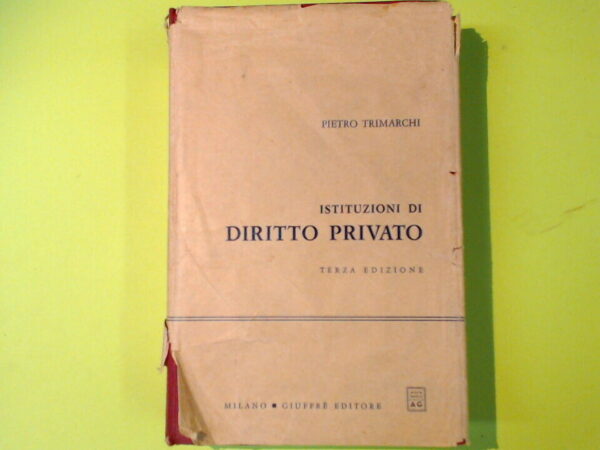 PIETRO TRIMARCHI
ISTITUZIONI DI
DIRITTO PRIVATO
TERZA EDIZIONE
MILANO ▪ GIUFFRÈ EDITORE
AG